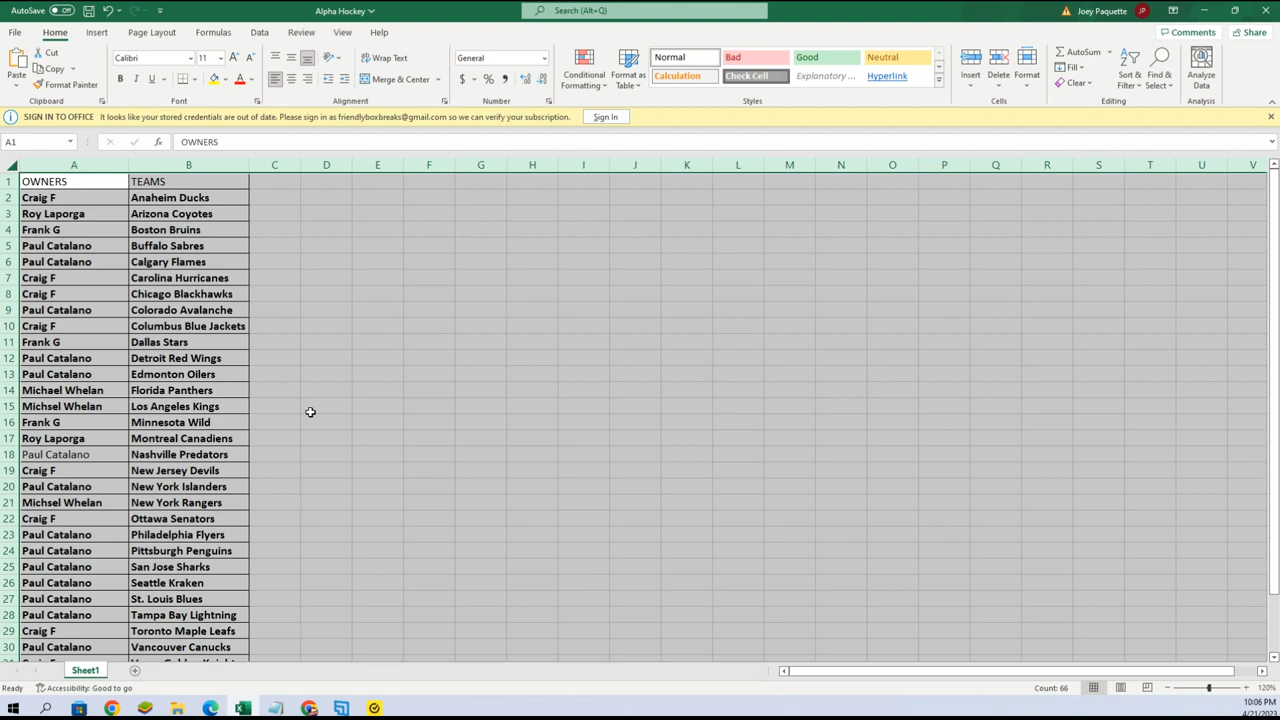 AutoSave Off Alpha Hockey Search (Alt+Q) Joey Paquette JP
File Home Insert Page Layout Formulas Data Review View Help Comments Share
Paste Cut Copy Format Painter Clipboard
Calibri 11 A A B I U A Font
Wrap Text Merge & Center Alignment
General $ % Number
Conditional Formatting Format as Table
Normal Bad Good Neutral
Calculation Check Cell Explanatory ... Hyperlink
Styles
Insert Delete Format Cells
AutoSum Fill Clear Sort & Filter Find & Select Editing
Analyze Data Analysis
SIGN IN TO OFFICE It looks like your stored credentials are out of date. Please sign in as friendlyboxbreaks@gmail.com so we can verify your subscription. Sign In
A1 fx OWNERS
A B C D E F G H I J K L M N O P Q R S T U V
1 OWNERS TEAMS
2 Craig F Anaheim Ducks
3 Roy Laporga Arizona Coyotes
4 Frank G Boston Bruins
5 Paul Catalano Buffalo Sabres
6 Paul Catalano Calgary Flames
7 Craig F Carolina Hurricanes
8 Craig F Chicago Blackhawks
9 Paul Catalano Colorado Avalanche
10 Craig F Columbus Blue Jackets
11 Frank G Dallas Stars
12 Paul Catalano Detroit Red Wings
13 Paul Catalano Edmonton Oilers
14 Michael Whelan Florida Panthers
15 Michsel Whelan Los Angeles Kings
16 Frank G Minnesota Wild
17 Roy Laporga Montreal Canadiens
18 Paul Catalano Nashville Predators
19 Craig F New Jersey Devils
20 Paul Catalano New York Islanders
21 Michsel Whelan New York Rangers
22 Craig F Ottawa Senators
23 Paul Catalano Philadelphia Flyers
24 Paul Catalano Pittsburgh Penguins
25 Paul Catalano San Jose Sharks
26 Paul Catalano Seattle Kraken
27 Paul Catalano St. Louis Blues
28 Paul Catalano Tampa Bay Lightning
29 Craig F Toronto Maple Leafs
30 Paul Catalano Vancouver Canucks
Sheet1
Ready Accessibility: Good to go Count: 66 120%
10:06 PM
4/21/2023